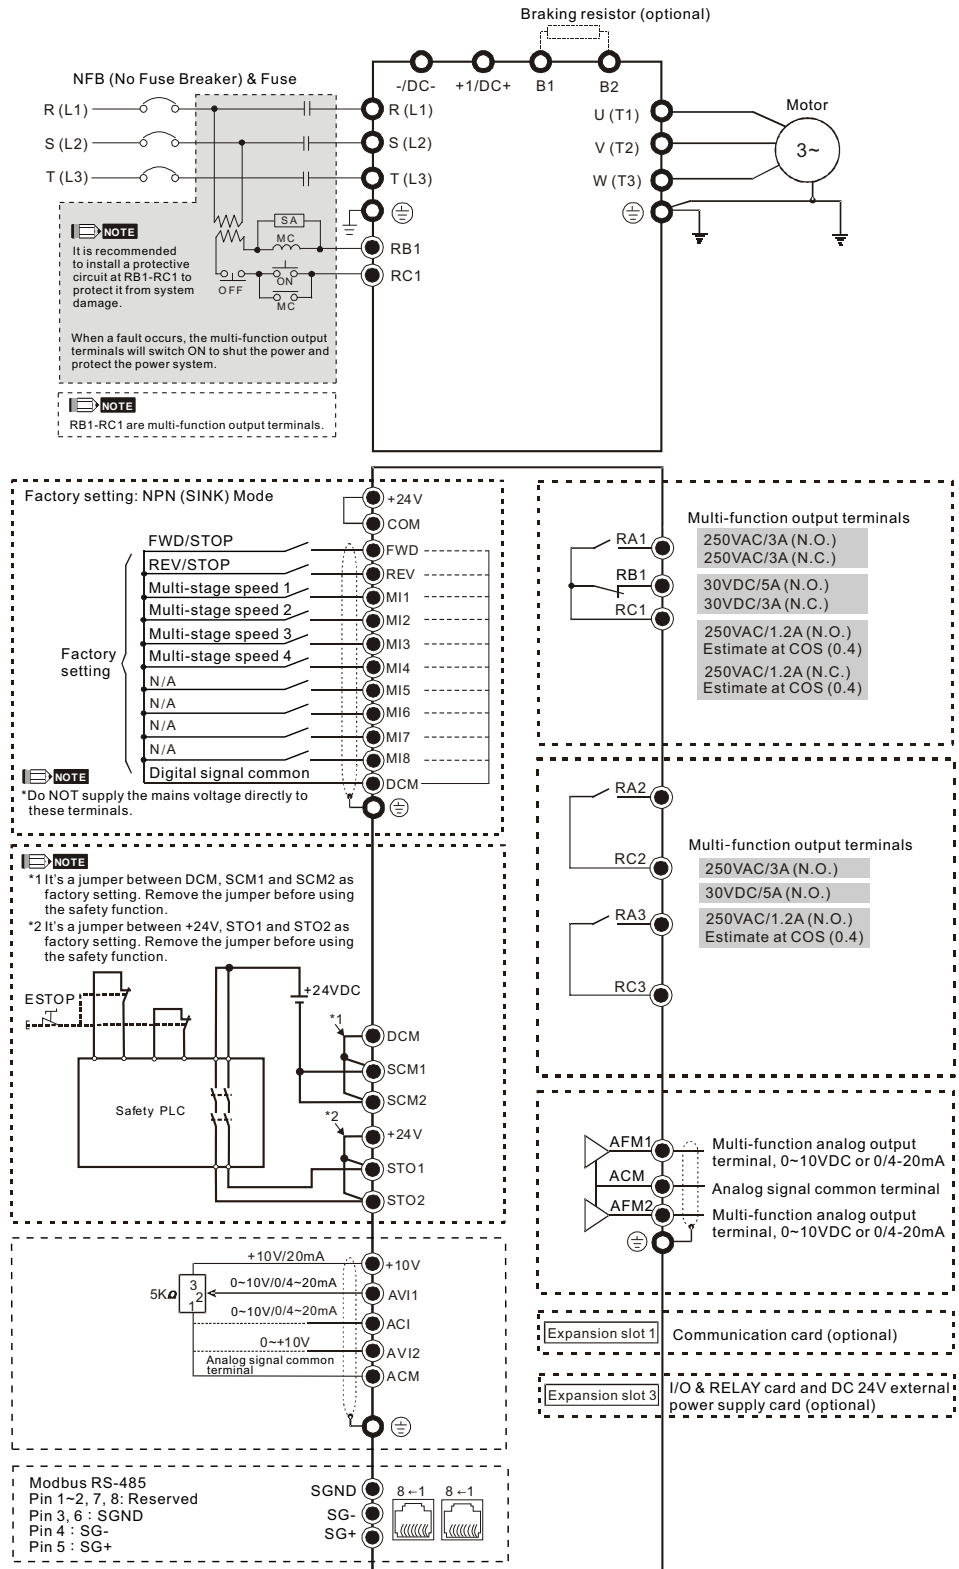 Braking resistor (optional)
NFB (No Fuse Breaker) & Fuse
-/DC-
+1/DC+
B1
B2
R (L1)
R (L1)
U (T1)
Motor
S (L2)
S (L2)
V (T2)
3~
T (L3)
T (L3)
W (T3)
NOTE
It is recommended
to install a protective
circuit at RB1-RC1 to
protect it from system
damage.
When a fault occurs, the multi-function output
terminals will switch ON to shut the power and
protect the power system.
SA
MC
RB1
OFF
ON
MC
RC1
NOTE
RB1-RC1 are multi-function output terminals.
Factory setting: NPN (SINK) Mode
+24V
COM
FWD/STOP
FWD
REV/STOP
REV
Multi-stage speed 1
MI1
Multi-stage speed 2
MI2
Multi-stage speed 3
MI3
Multi-stage speed 4
MI4
Factory
setting
N/A
MI5
N/A
MI6
N/A
MI7
N/A
MI8
Digital signal common
DCM
NOTE
*Do NOT supply the mains voltage directly to
these terminals.
Multi-function output terminals
RA1
250VAC/3A (N.O.)
250VAC/3A (N.C.)
RB1
30VDC/5A (N.O.)
30VDC/3A (N.C.)
RC1
250VAC/1.2A (N.O.)
Estimate at COS (0.4)
250VAC/1.2A (N.C.)
Estimate at COS (0.4)
RA2
RC2
RA3
RC3
Multi-function output terminals
250VAC/3A (N.O.)
30VDC/5A (N.O.)
250VAC/1.2A (N.O.)
Estimate at COS (0.4)
NOTE
*1 It's a jumper between DCM, SCM1 and SCM2 as
factory setting. Remove the jumper before using
the safety function.
*2 It's a jumper between +24V, STO1 and STO2 as
factory setting. Remove the jumper before using
the safety function.
ESTOP
+24VDC
*1
DCM
SCM1
SCM2
Safety PLC
*2
+24V
STO1
STO2
AFM1
Multi-function analog output
terminal, 0~10VDC or 0/4-20mA
ACM
Analog signal common terminal
AFM2
Multi-function analog output
terminal, 0~10VDC or 0/4-20mA
+10V/20mA
+10V
5KΩ
3
2
1
0~10V/0/4~20mA
AVI1
0~10V/0/4~20mA
ACI
0~+10V
AVI2
Analog signal common
terminal
ACM
Expansion slot 1
Communication card (optional)
Expansion slot 3
I/O & RELAY card and DC 24V external
power supply card (optional)
Modbus RS-485
Pin 1~2, 7, 8: Reserved
Pin 3, 6 : SGND
Pin 4 : SG-
Pin 5 : SG+
SGND
SG-
SG+
8←1
8←1